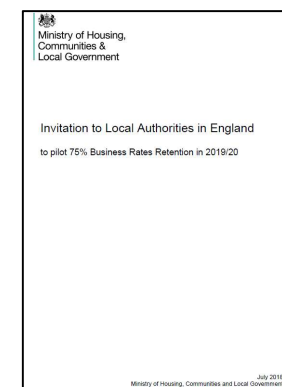 Ministry of Housing,
Communities &
Local Government
Invitation to Local Authorities in England
to pilot 75% Business Rates Retention in 2019/20
July 2018
Ministry of Housing, Communities and Local Government